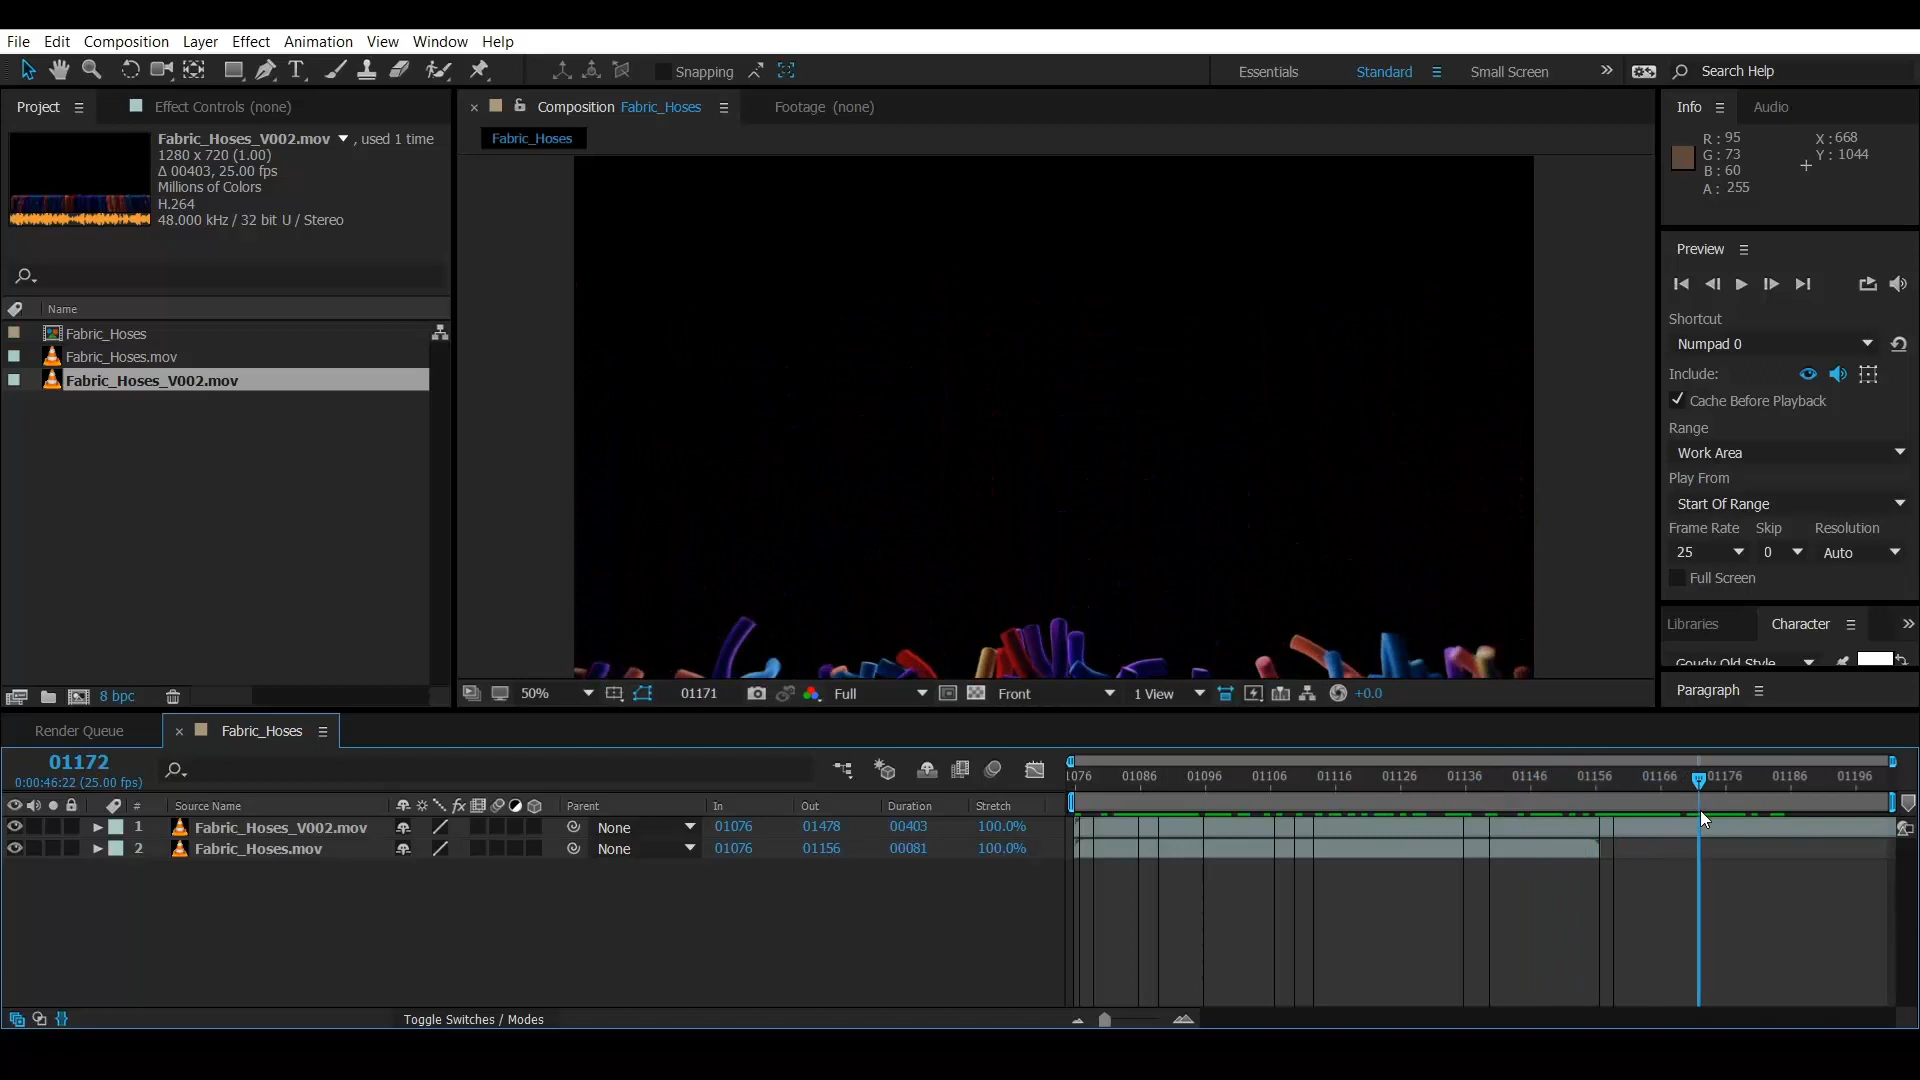 File Edit Composition Layer Effect Animation View Window Help
Snapping
Essentials Standard Small Screen
Search Help
Project
Effect Controls (none)
Fabric_Hoses_V002.mov , used 1 time
1280 x 720 (1.00)
Δ 00403, 25.00 fps
Millions of Colors
H.264
48.000 kHz / 32 bit U / Stereo
Name
Fabric_Hoses
Fabric_Hoses.mov
Fabric_Hoses_V002.mov
8 bpc
Composition Fabric_Hoses
Footage (none)
Fabric_Hoses
50%
01171
Full
Front
1 View
+0.0
Info Audio
R : 95
G : 73
B : 60
A : 255
X : 668
Y : 1044
Preview
Shortcut
Numpad 0
Include:
Cache Before Playback
Range
Work Area
Play From
Start Of Range
Frame Rate Skip Resolution
25 0 Auto
Full Screen
Libraries Character
Goudy Old Style
Paragraph
Render Queue
Fabric_Hoses
01172
0:00:46:22 (25.00 fps)
# Source Name fx Parent In Out Duration Stretch
1 Fabric_Hoses_V002.mov None 01076 01478 00403 100.0%
2 Fabric_Hoses.mov None 01076 01156 00081 100.0%
1076 01086 01096 01106 01116 01126 01136 01146 01156 01166 01176 01186 01196
Toggle Switches / Modes